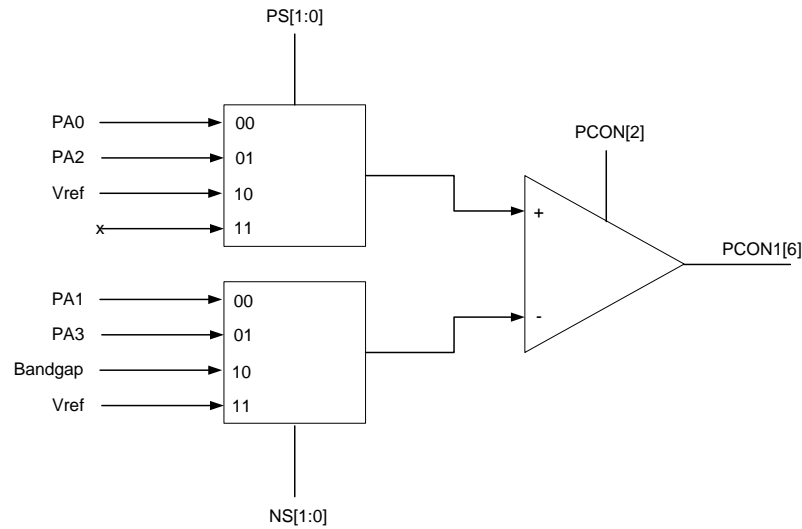 PS[1:0]
PA0
00
PCON[2]
PA2
01
Vref
10
+
x
11
PCON1[6]
PA1
00
PA3
01
-
Bandgap
10
Vref
11
NS[1:0]